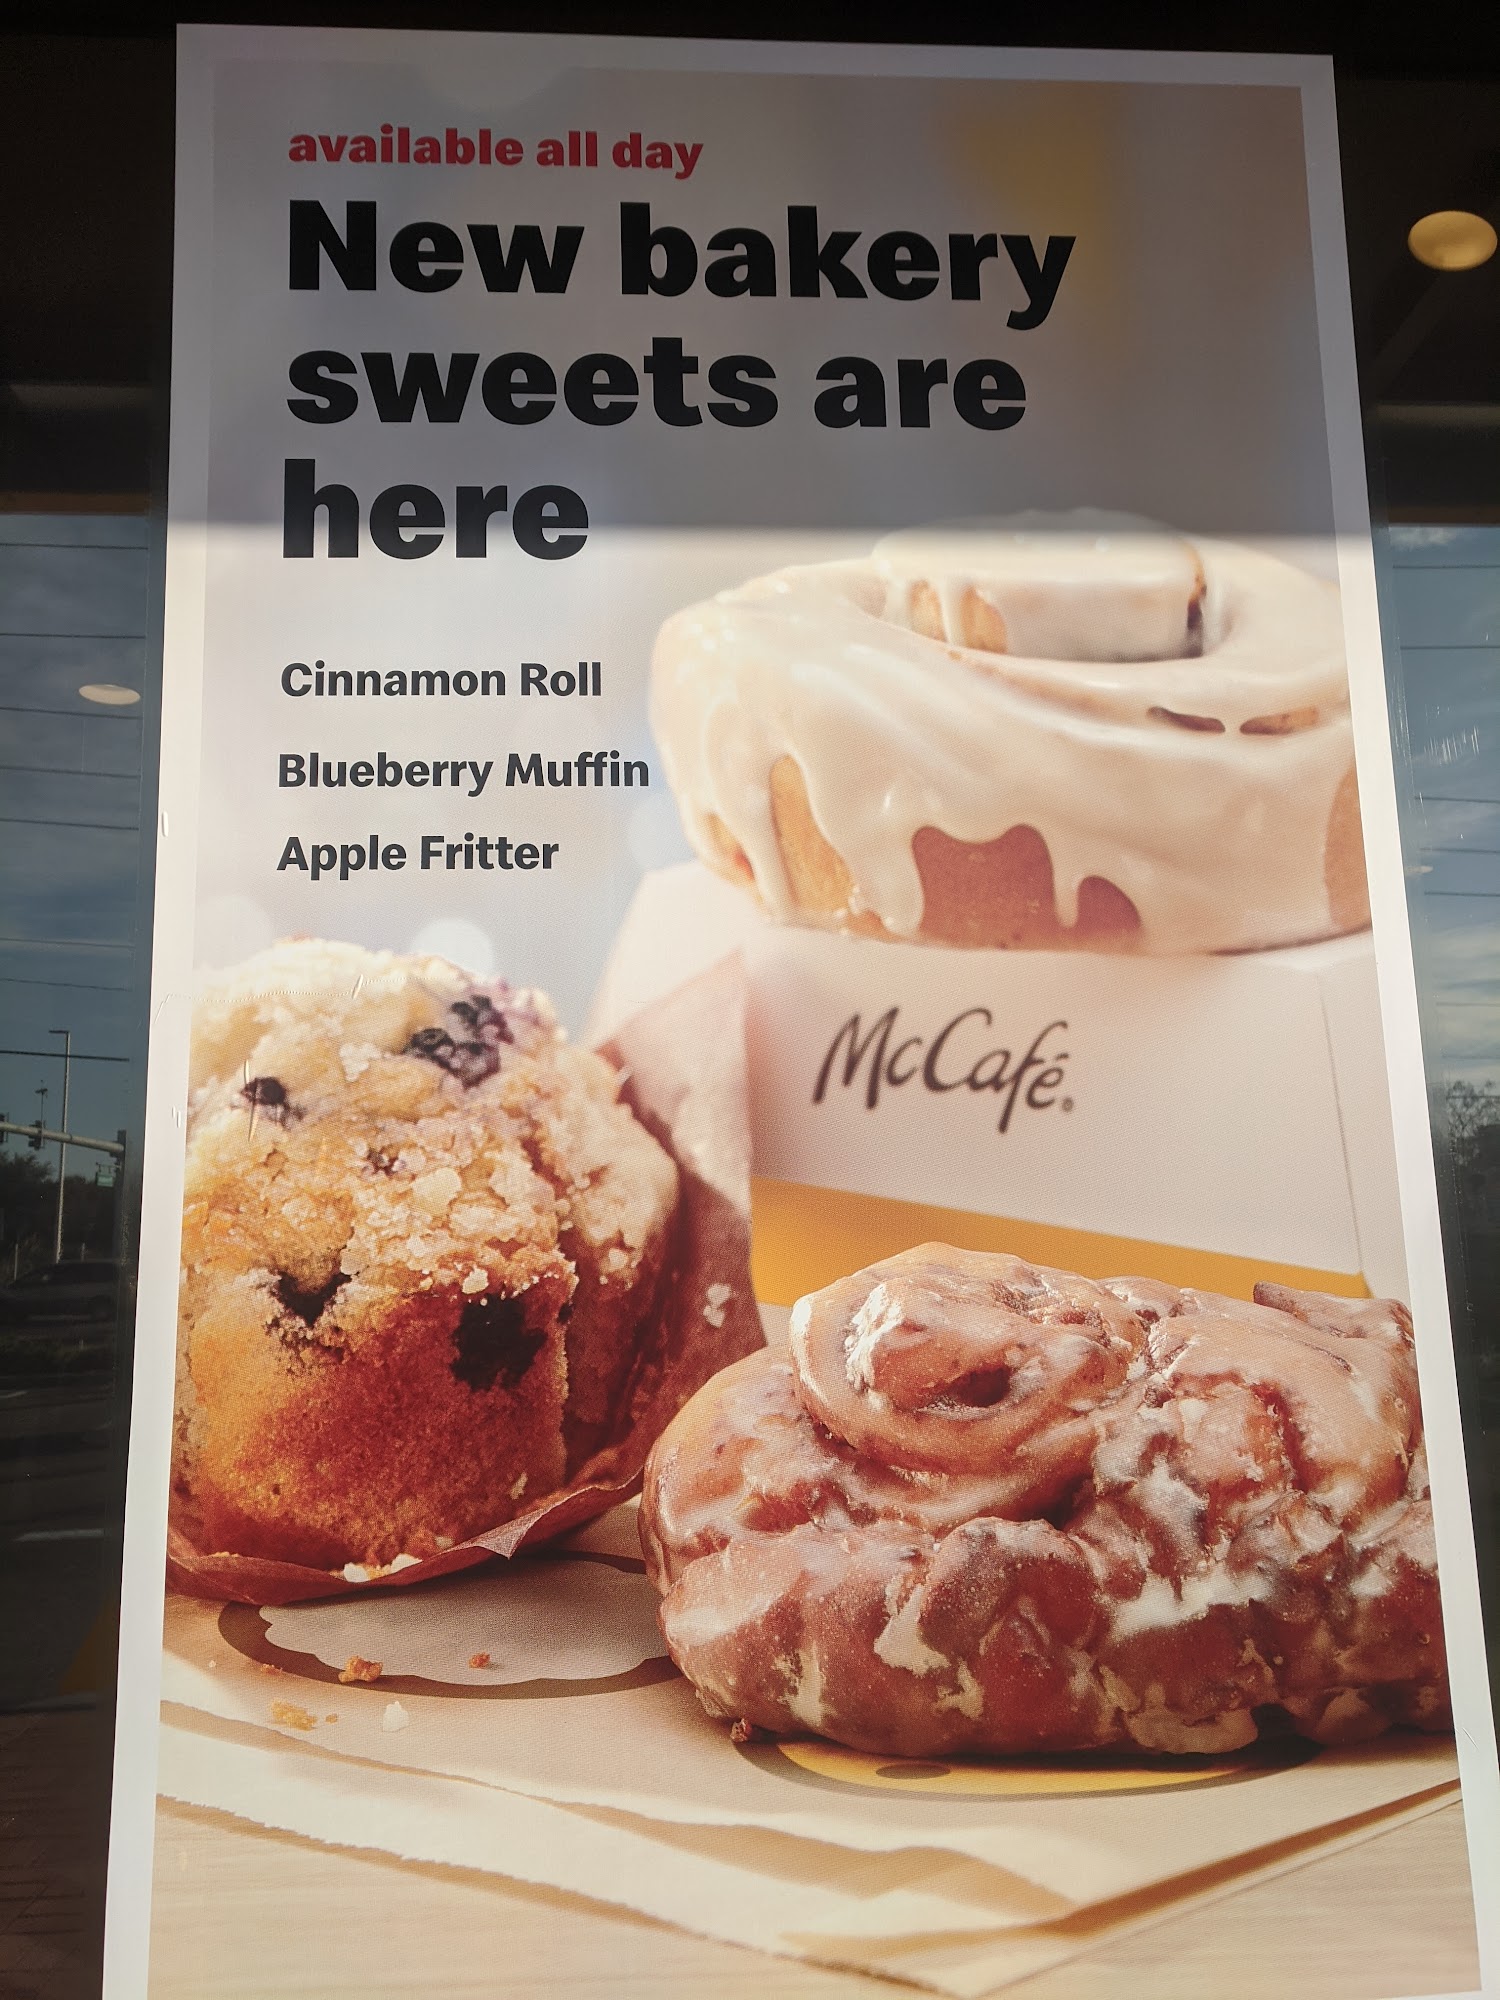 available all day
New bakery
sweets are
here
Cinnamon Roll
Blueberry Muffin
Apple Fritter
McCafé®